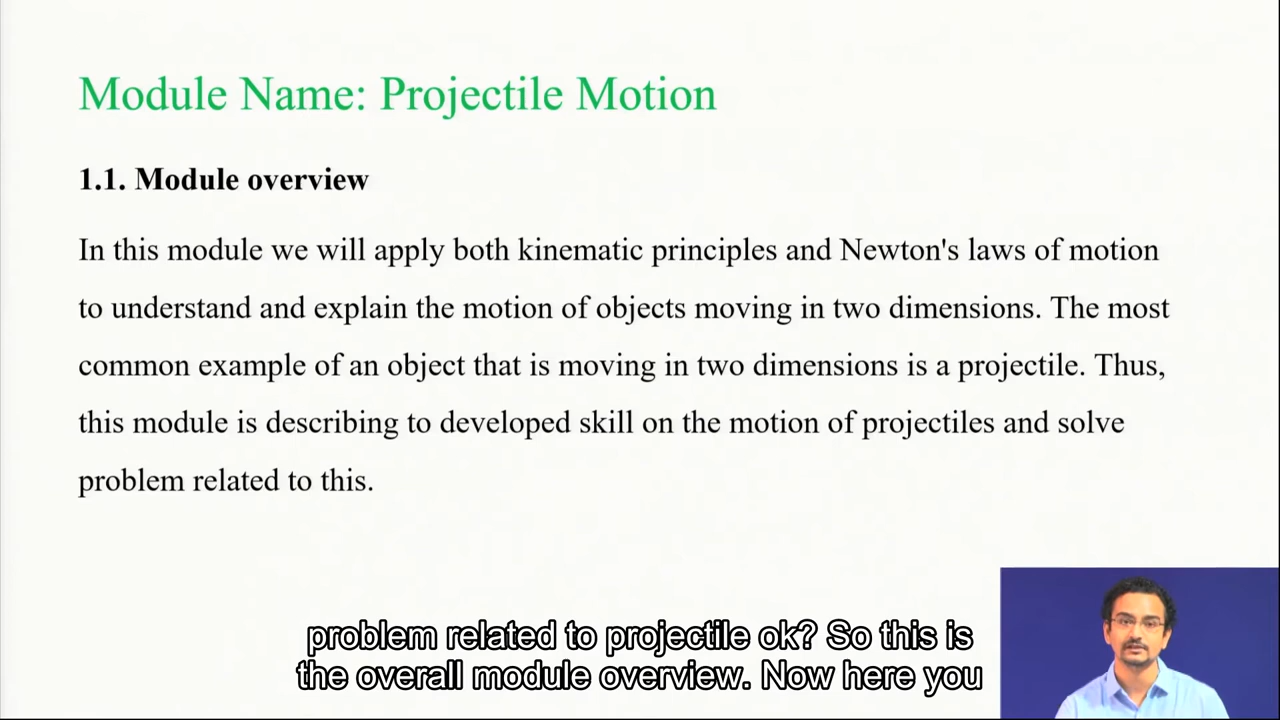 Module Name: Projectile Motion
1.1. Module overview
In this module we will apply both kinematic principles and Newton's laws of motion
to understand and explain the motion of objects moving in two dimensions. The most
common example of an object that is moving in two dimensions is a projectile. Thus,
this module is describing to developed skill on the motion of projectiles and solve
problem related to this.
problem related to projectile ok? So this is
the overall module overview. Now here you